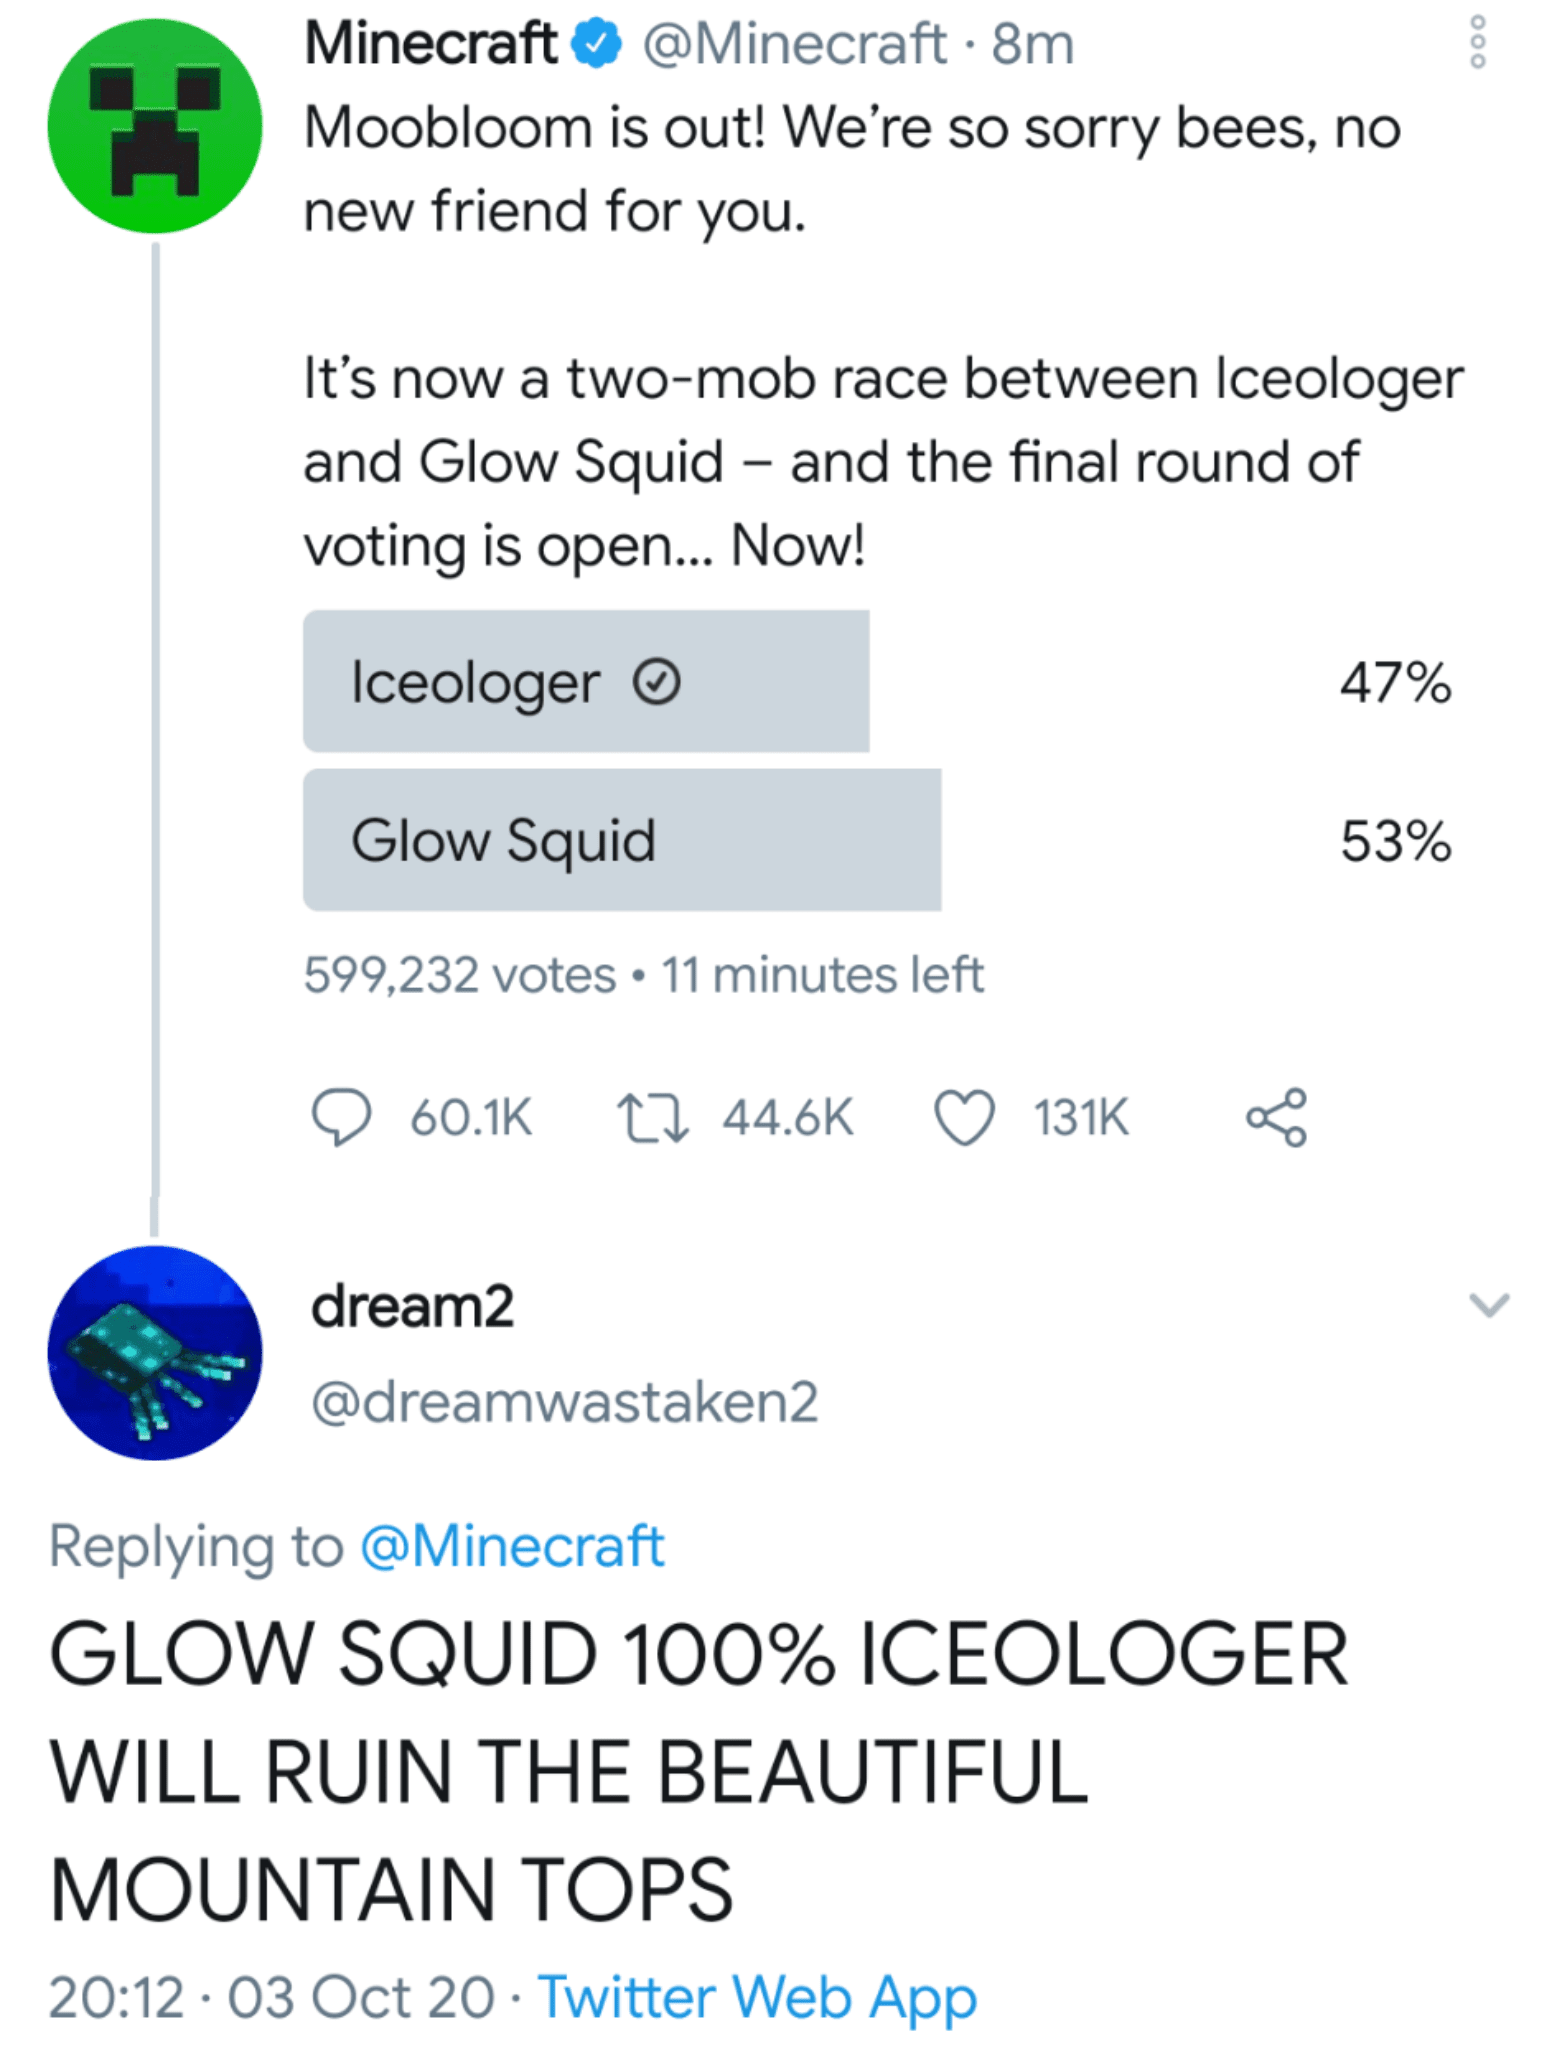 Minecraft @Minecraft · 8m
Moobloom is out! We’re so sorry bees, no
new friend for you.
It’s now a two-mob race between Iceologer
and Glow Squid – and the final round of
voting is open... Now!
Iceologer 47%
Glow Squid 53%
599,232 votes • 11 minutes left
60.1K 44.6K 131K
dream2
@dreamwastaken2
Replying to @Minecraft
GLOW SQUID 100% ICEOLOGER
WILL RUIN THE BEAUTIFUL
MOUNTAIN TOPS
20:12 · 03 Oct 20 · Twitter Web App